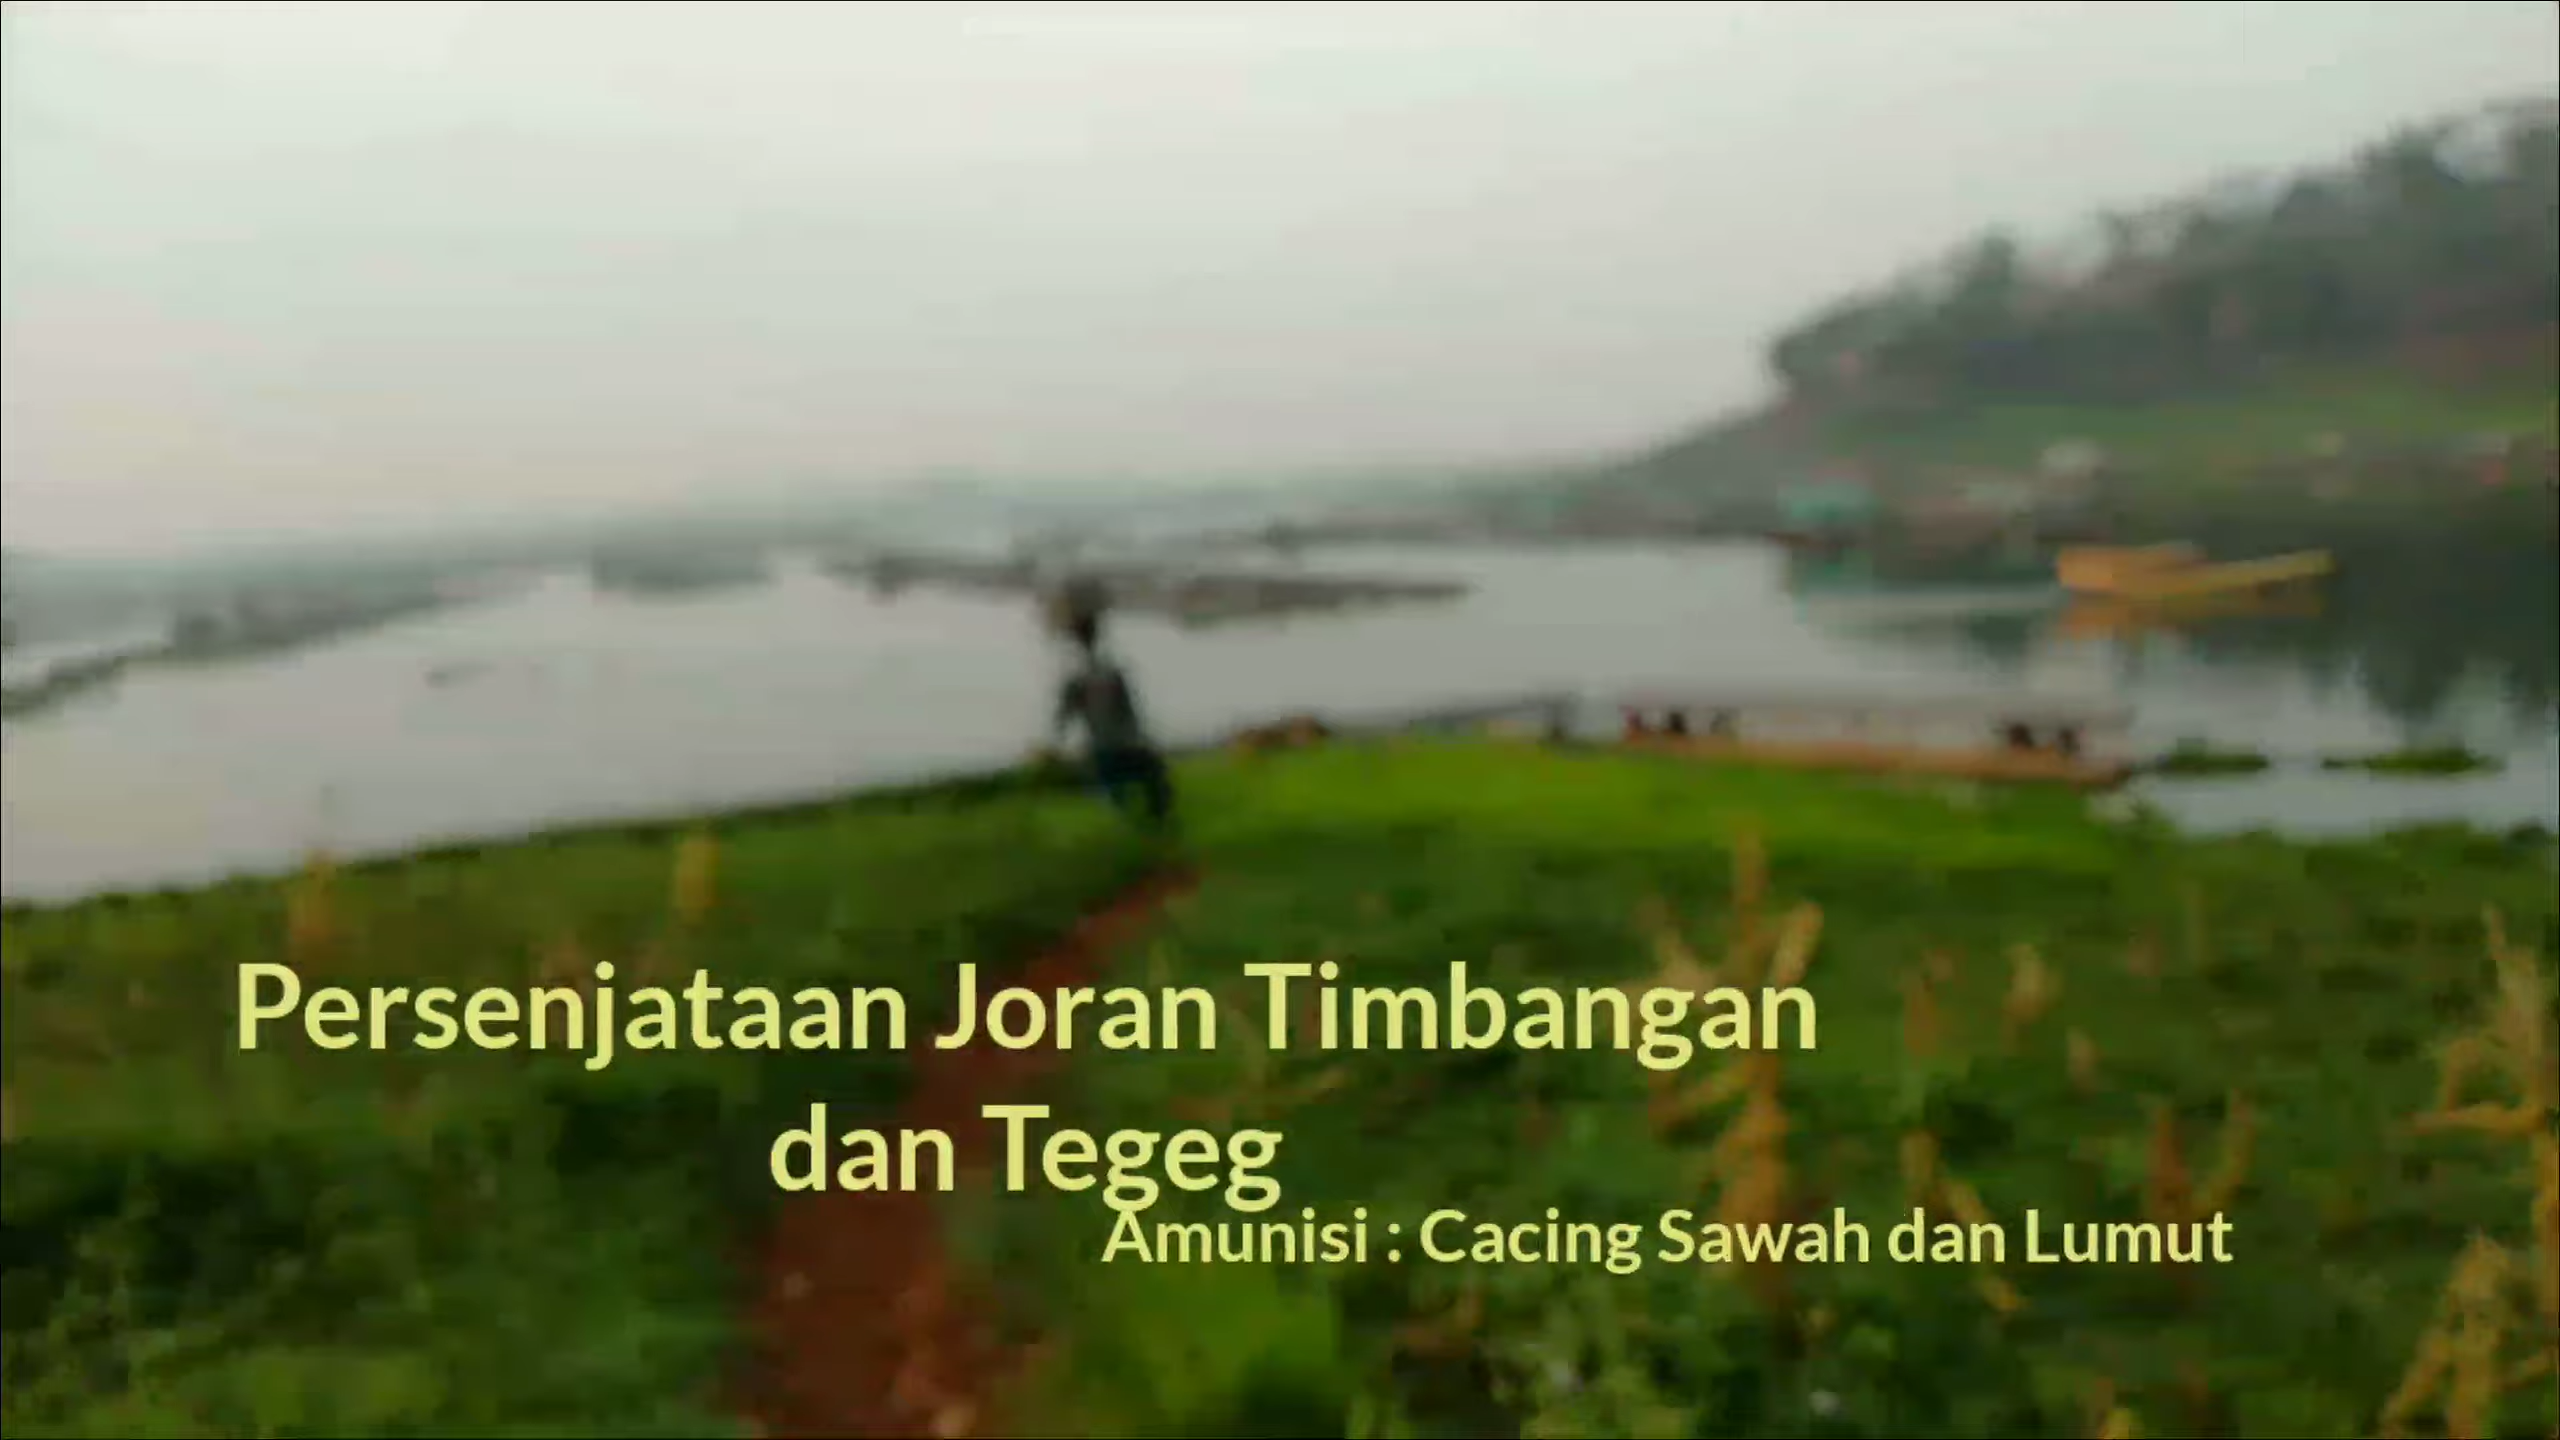 Persenjataan Joran Timbangan
dan Tegeg
Amunisi : Cacing Sawah dan Lumut